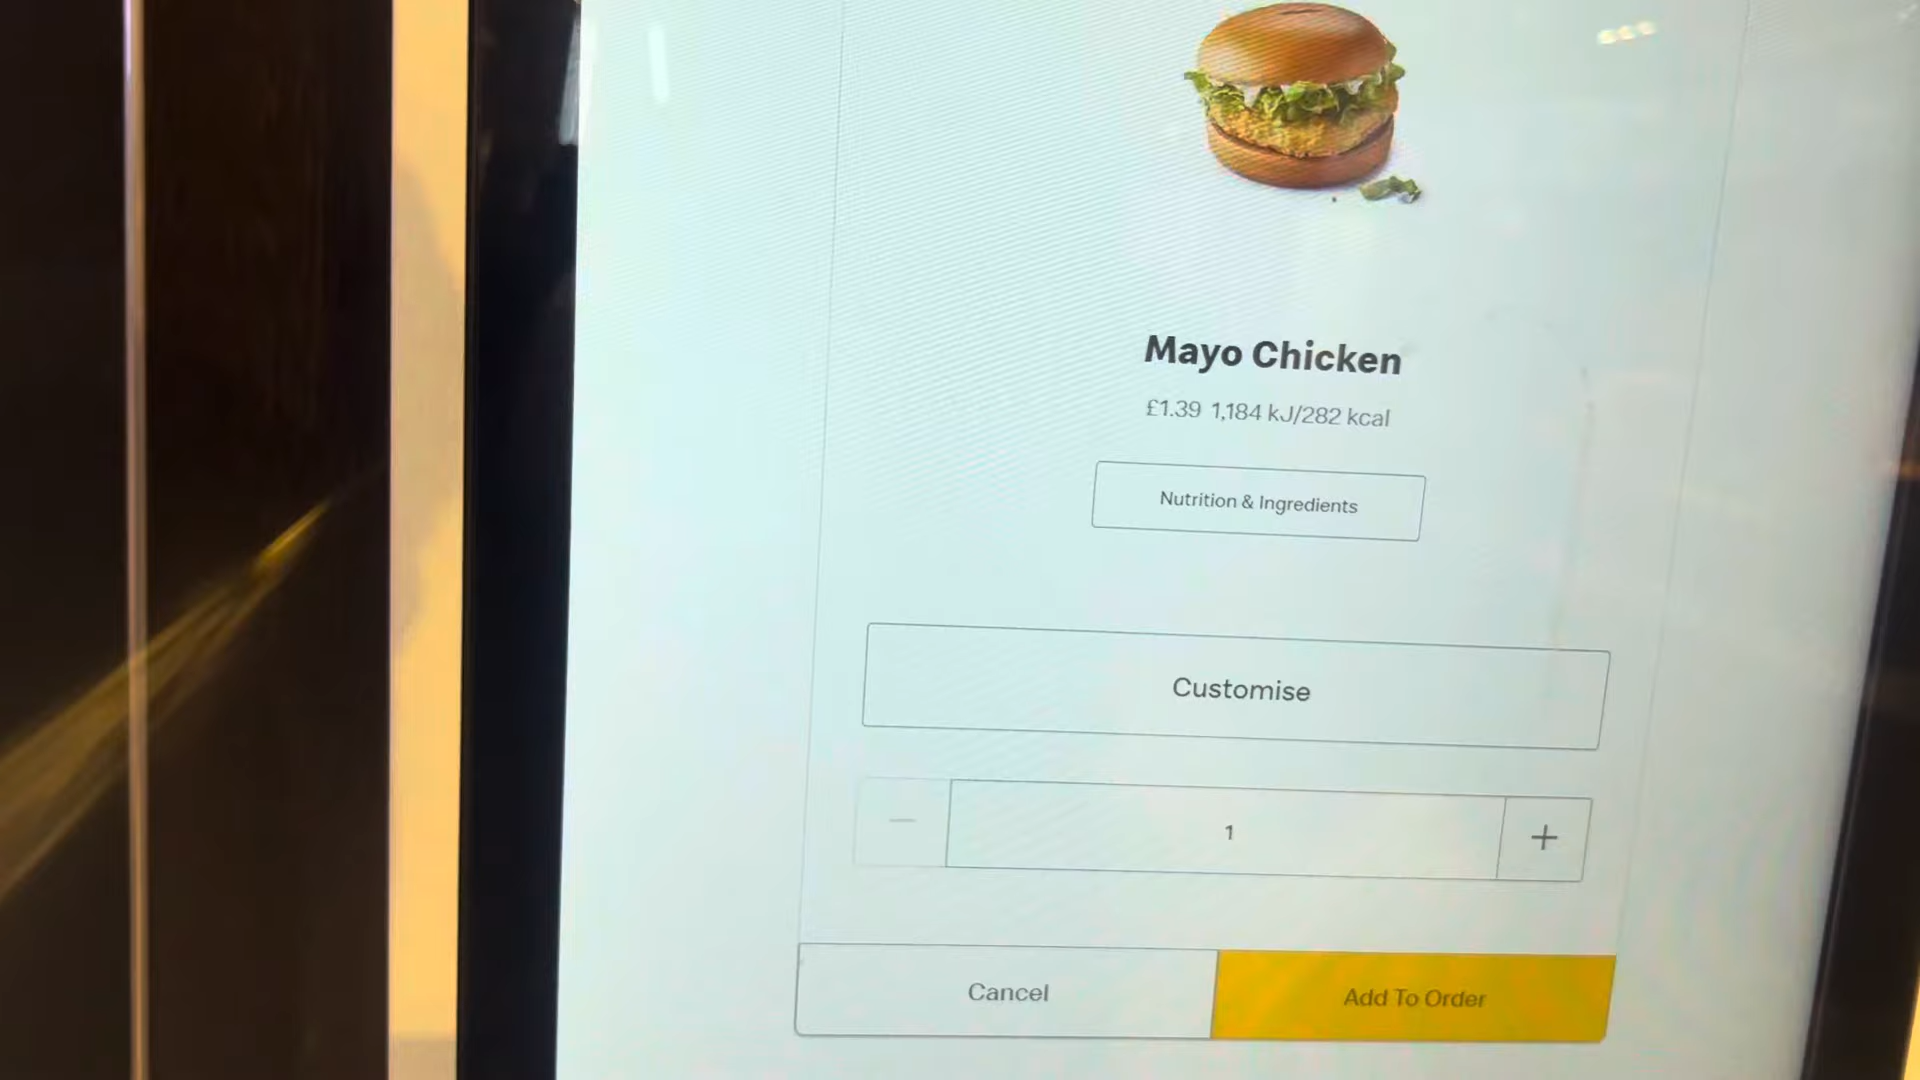 Mayo Chicken
£1.39 1,184 kJ/282 kcal
Nutrition & Ingredients
Customise
− 1 +
Cancel Add To Order